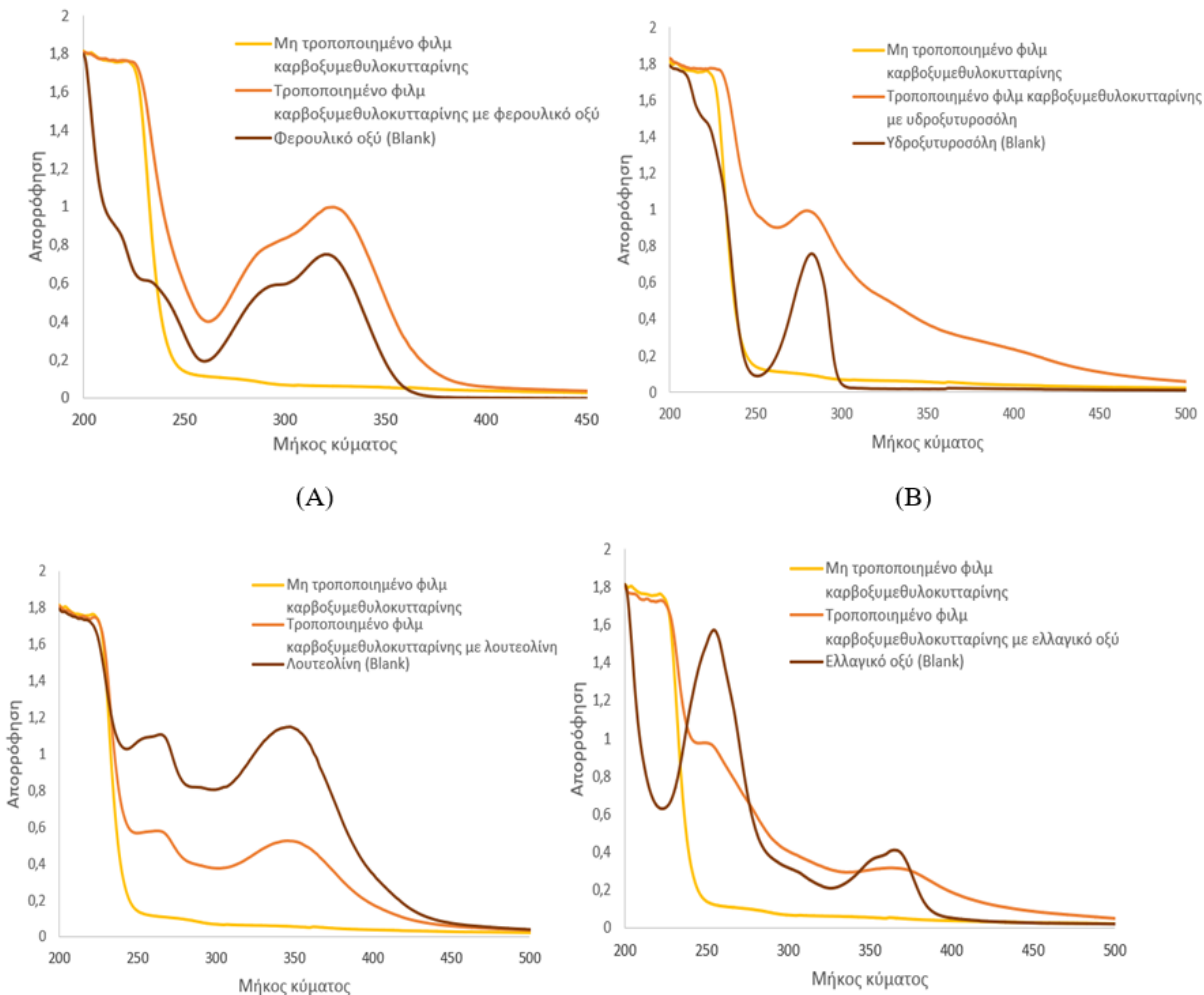 2
1,8
1,6
1,4
1,2
1
0,8
0,6
0,4
0,2
0
Απορρόφηση
200
250
300
350
400
450
Μήκος κύματος
Μη τροποποιημένο φιλμ
καρβοξυμεθυλοκυτταρίνης
Τροποποιημένο φιλμ
καρβοξυμεθυλοκυτταρίνης με φερουλικό οξύ
Φερουλικό οξύ (Blank)
(A)
2
1,8
1,6
1,4
1,2
1
0,8
0,6
0,4
0,2
0
Απορρόφηση
200
250
300
350
400
450
500
Μήκος κύματος
Μη τροποποιημένο φιλμ
καρβοξυμεθυλοκυτταρίνης
Τροποποιημένο φιλμ καρβοξυμεθυλοκυτταρίνης
με υδροξυτυροσόλη
Υδροξυτυροσόλη (Blank)
(B)
2
1,8
1,6
1,4
1,2
1
0,8
0,6
0,4
0,2
0
Απορρόφηση
200
250
300
350
400
450
500
Μήκος κύματος
Μη τροποποιημένο φιλμ
καρβοξυμεθυλοκυτταρίνης
Τροποποιημένο φιλμ
καρβοξυμεθυλοκυτταρίνης με λουτεολίνη
Λουτεολίνη (Blank)
2
1,8
1,6
1,4
1,2
1
0,8
0,6
0,4
0,2
0
Απορρόφηση
200
250
300
350
400
450
500
Μήκος κύματος
Μη τροποποιημένο φιλμ
καρβοξυμεθυλοκυτταρίνης
Τροποποιημένο φιλμ
καρβοξυμεθυλοκυτταρίνης με ελλαγικό οξύ
Ελλαγικό οξύ (Blank)